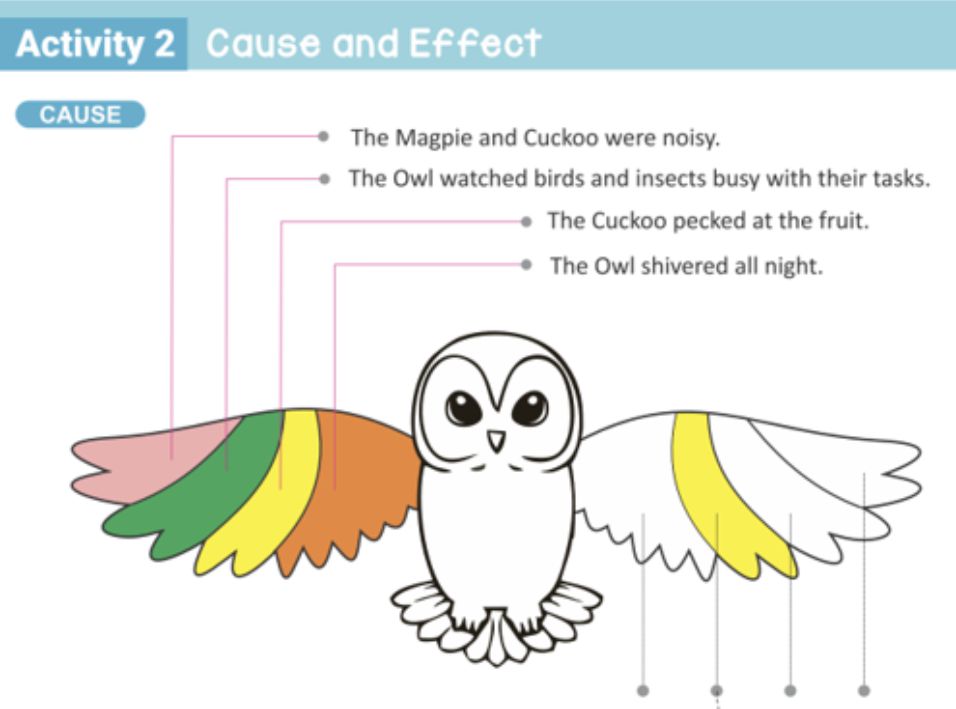 Activity 2 Cause and Effect
CAUSE
The Magpie and Cuckoo were noisy.
The Owl watched birds and insects busy with their tasks.
The Cuckoo pecked at the fruit.
The Owl shivered all night.